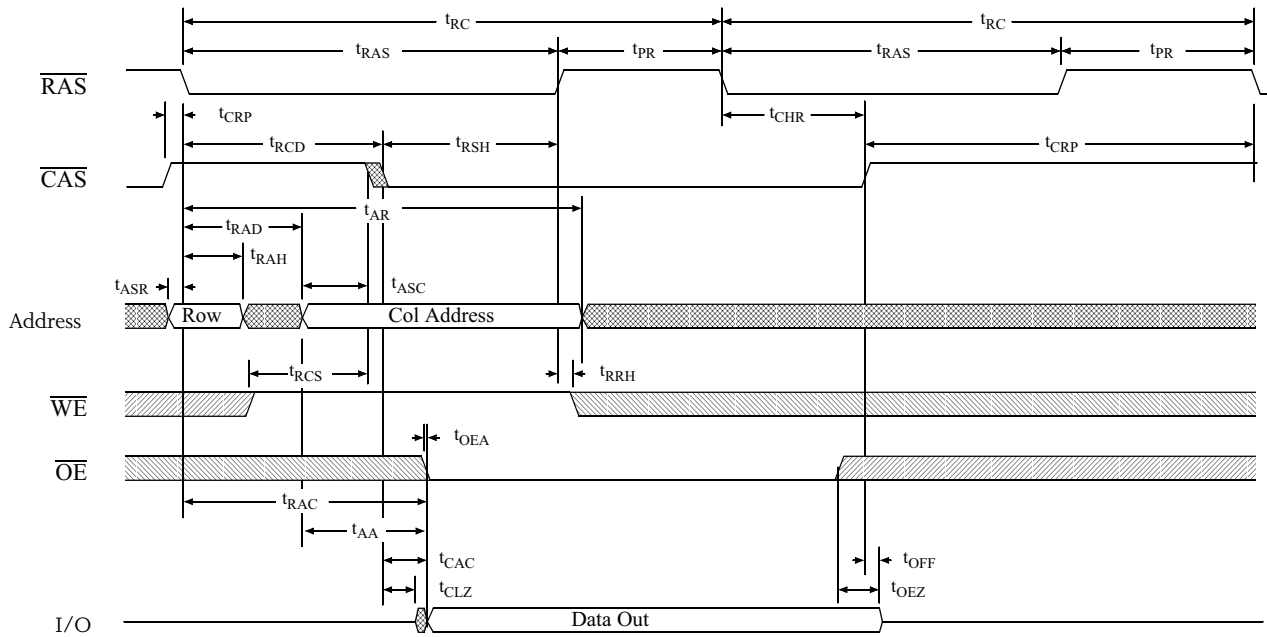 tRC tRC
tRAS tPR tRAS tPR
RAS
tCRP tCHR
tRCD tRSH tCRP
CAS
tAR
tRAD
tRAH
tASR tASC
Address Row Col Address
tRCS tRRH
WE
tOEA
OE
tRAC
tAA
tCAC tOFF
tCLZ tOEZ
I/O Data Out